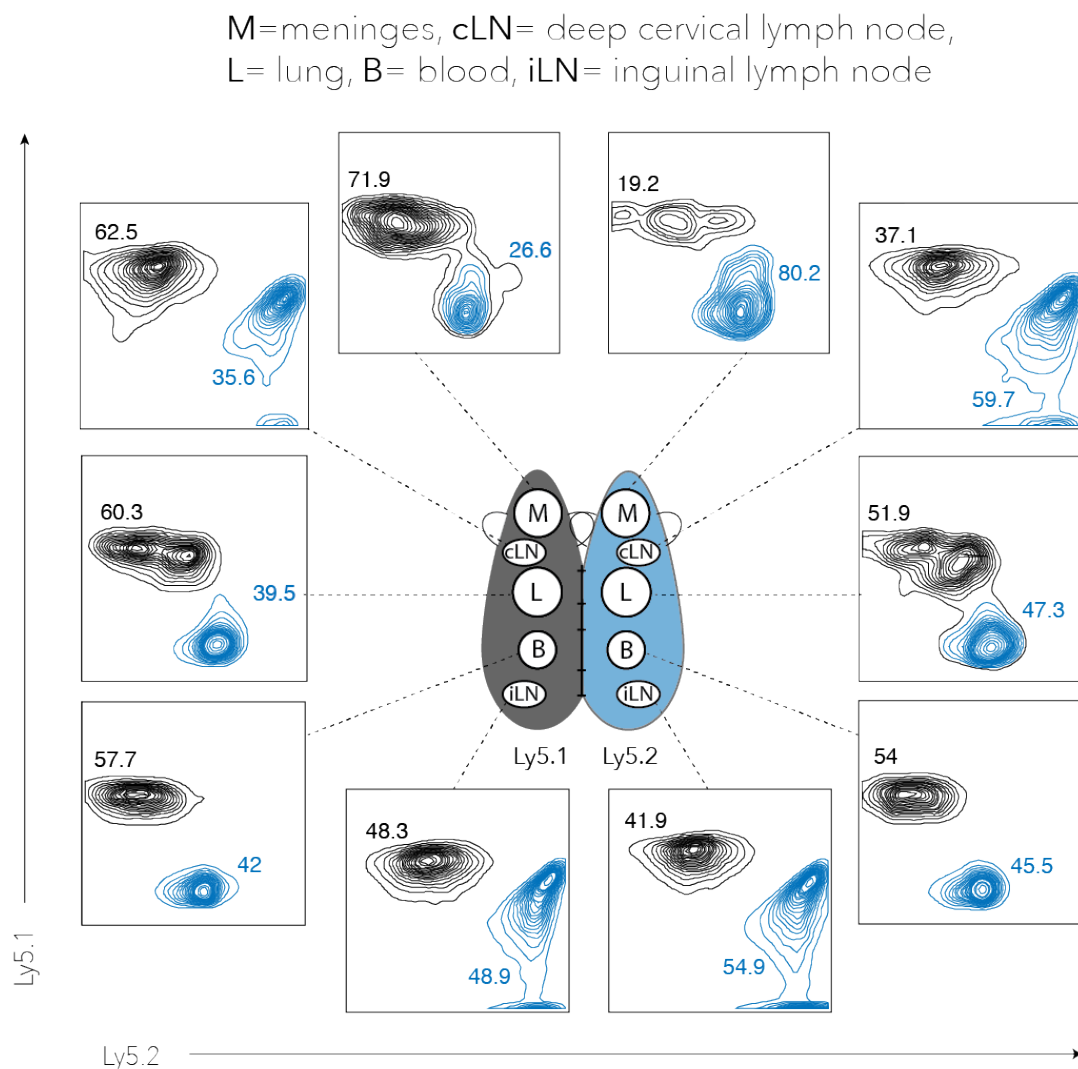 M=meninges, cLN= deep cervical lymph node,
L= lung, B= blood, iLN= inguinal lymph node
71.9
26.6
19.2
80.2
62.5
35.6
37.1
59.7
60.3
39.5
51.9
47.3
M
M
cLN
cLN
L
L
B
B
iLN
iLN
Ly5.1
Ly5.2
57.7
42
54
45.5
48.3
48.9
41.9
54.9
Ly5.1
Ly5.2